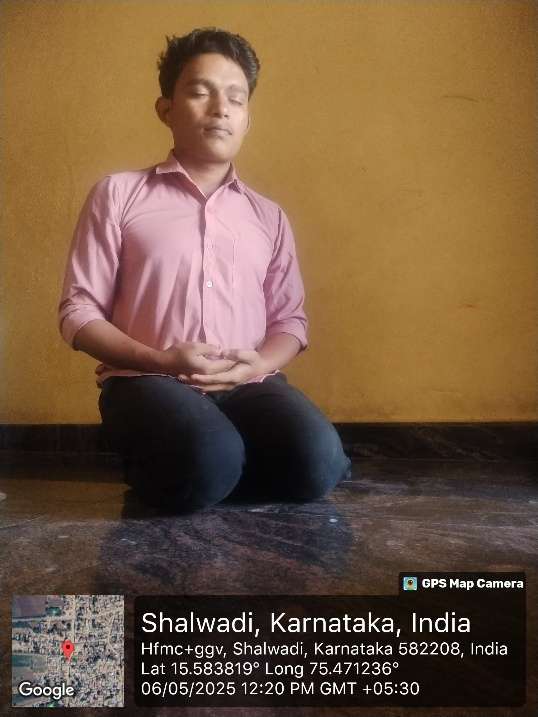 GPS Map Camera
Shalwadi, Karnataka, India
Hfmc+ggv, Shalwadi, Karnataka 582208, India
Lat 15.583819° Long 75.471236°
06/05/2025 12:20 PM GMT +05:30
Google